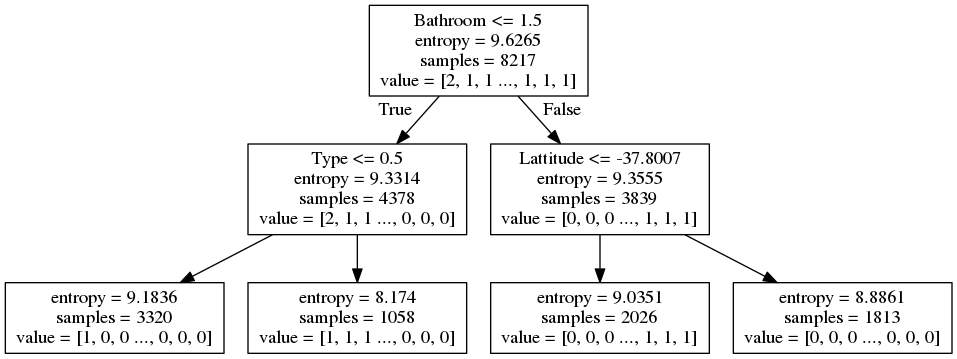 Bathroom <= 1.5
entropy = 9.6265
samples = 8217
value = [2, 1, 1 ..., 1, 1, 1]
True
False
Type <= 0.5
entropy = 9.3314
samples = 4378
value = [2, 1, 1 ..., 0, 0, 0]
Lattitude <= -37.8007
entropy = 9.3555
samples = 3839
value = [0, 0, 0 ..., 1, 1, 1]
entropy = 9.1836
samples = 3320
value = [1, 0, 0 ..., 0, 0, 0]
entropy = 8.174
samples = 1058
value = [1, 1, 1 ..., 0, 0, 0]
entropy = 9.0351
samples = 2026
value = [0, 0, 0 ..., 1, 1, 1]
entropy = 8.8861
samples = 1813
value = [0, 0, 0 ..., 0, 0, 0]